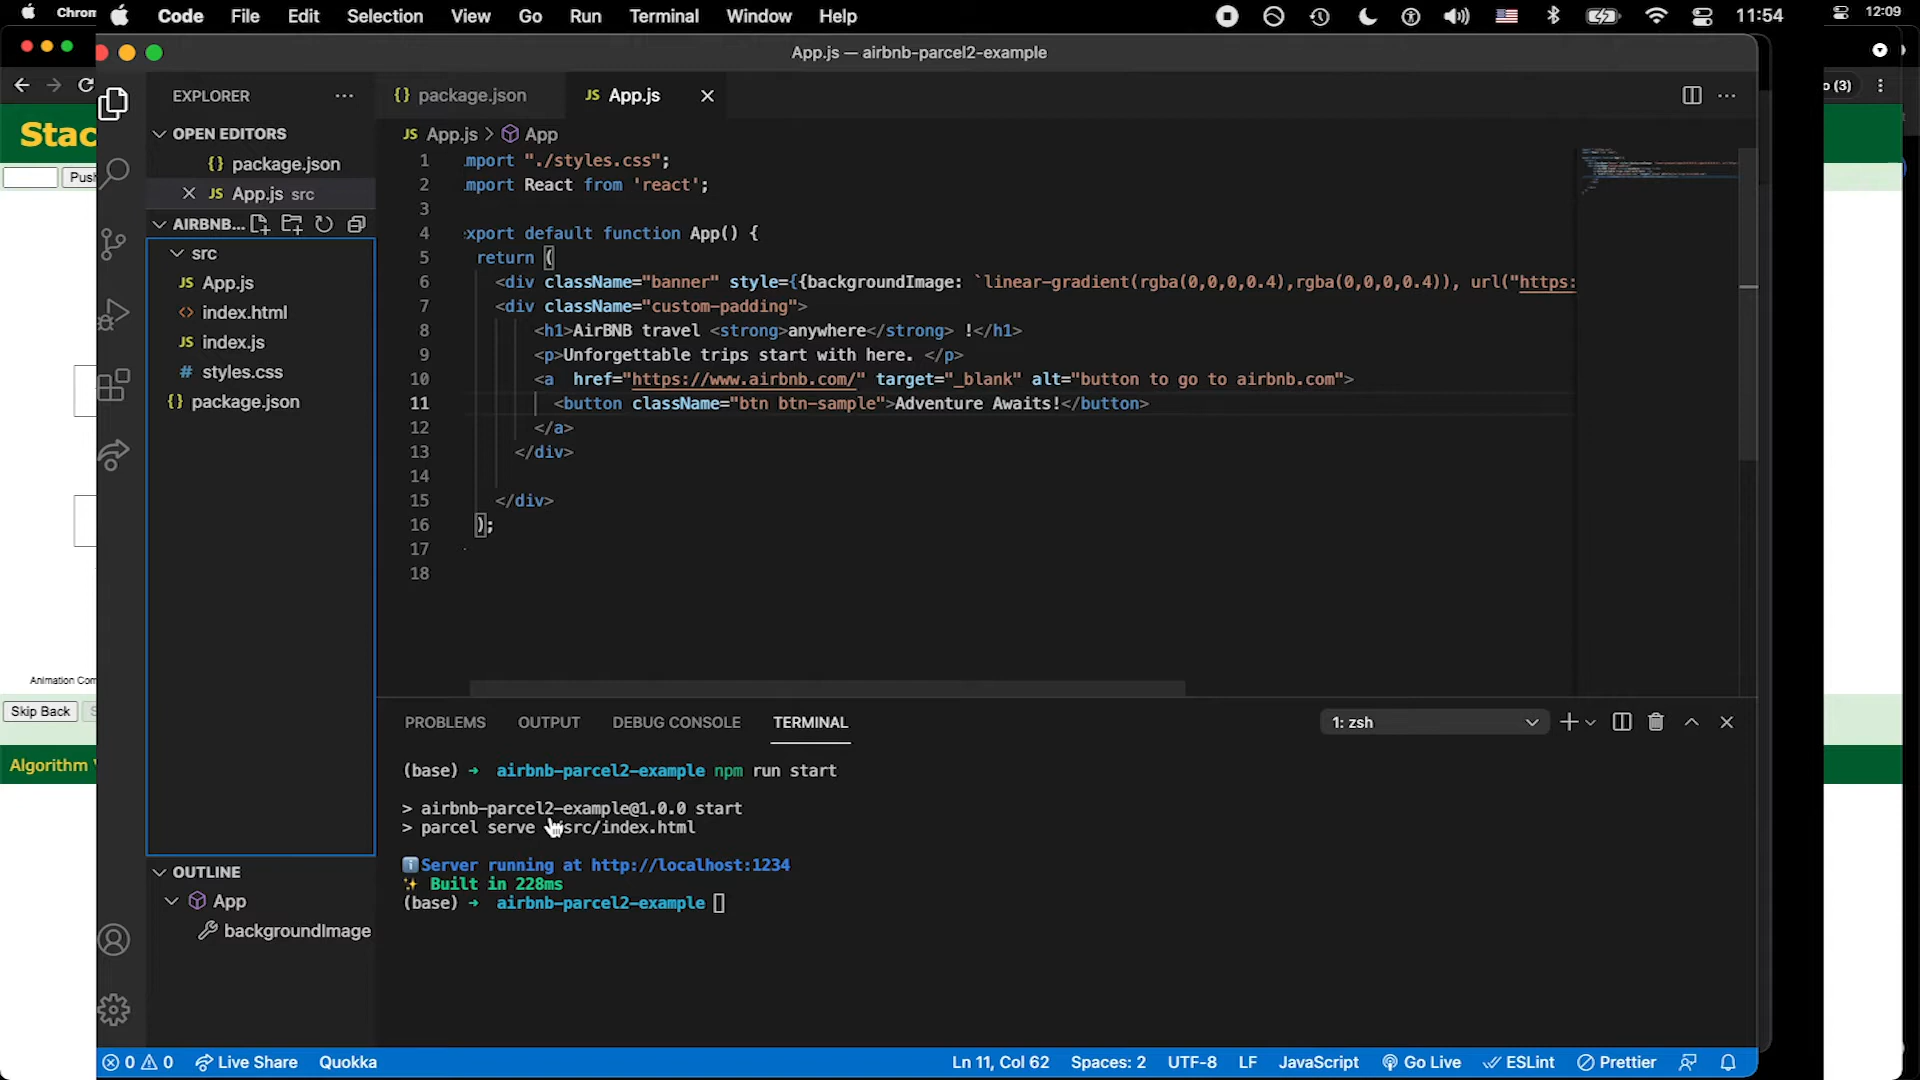 Chrom
Code File Edit Selection View Go Run Terminal Window Help 11:54 12:09
App.js — airbnb-parcel2-example
EXPLORER
{} package.json
JS App.js
(3)
Stac
OPEN EDITORS
JS App.js > App
{} package.json
Push
JS App.js src
AIRBNB...
src
JS App.js
<> index.html
JS index.js
# styles.css
{} package.json
1 mport "./styles.css";
2 mport React from 'react';
3
4 xport default function App() {
5 return (
6 <div className="banner" style={{backgroundImage: `linear-gradient(rgba(0,0,0,0.4),rgba(0,0,0,0.4)), url("https:
7 <div className="custom-padding">
8 <h1>AirBNB travel <strong>anywhere</strong> !</h1>
9 <p>Unforgettable trips start with here. </p>
10 <a href="https://www.airbnb.com/" target="_blank" alt="button to go to airbnb.com">
11 <button className="btn btn-sample">Adventure Awaits!</button>
12 </a>
13 </div>
14
15 </div>
16 );
17
18
Animation Com
Skip Back
Algorithm V
PROBLEMS OUTPUT DEBUG CONSOLE TERMINAL
1: zsh
(base) → airbnb-parcel2-example npm run start
> airbnb-parcel2-example@1.0.0 start
> parcel serve src/index.html
Server running at http://localhost:1234
✨ Built in 228ms
(base) → airbnb-parcel2-example
OUTLINE
App
backgroundImage
0 0 Live Share Quokka
Ln 11, Col 62 Spaces: 2 UTF-8 LF JavaScript Go Live ESLint Prettier